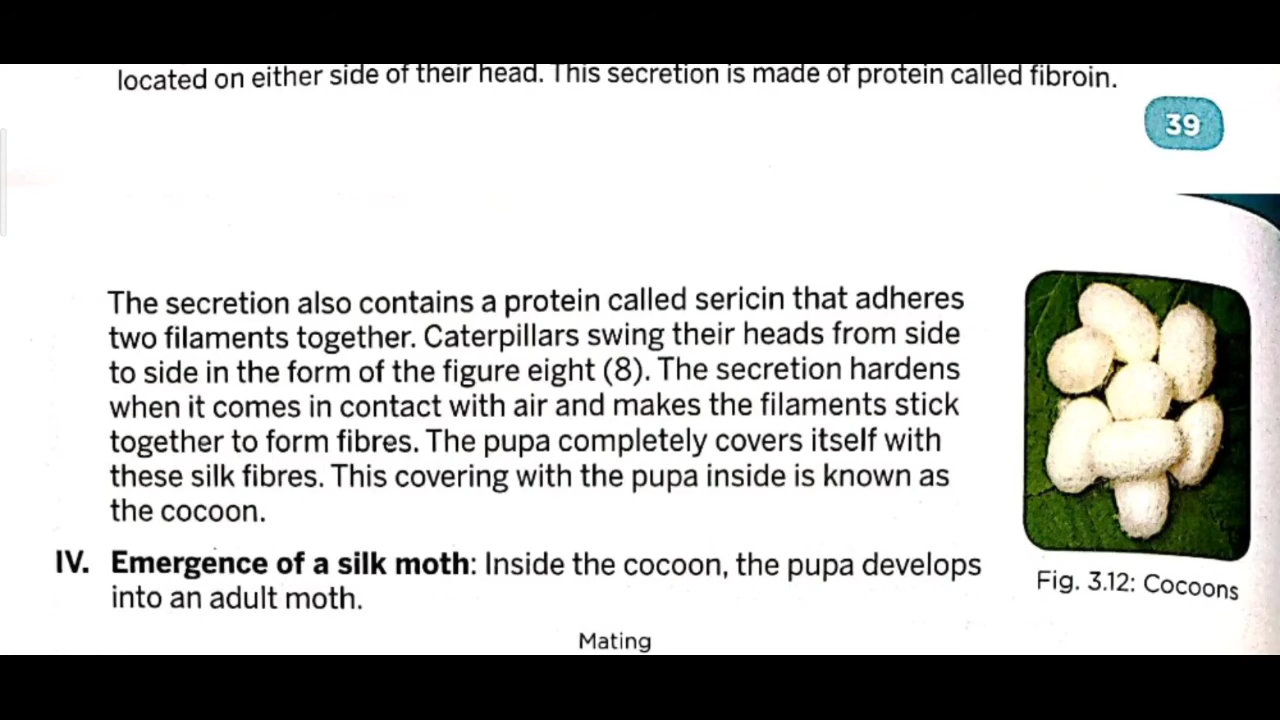 located on either side of their head. This secretion is made of protein called fibroin.
39
The secretion also contains a protein called sericin that adheres
two filaments together. Caterpillars swing their heads from side
to side in the form of the figure eight (8). The secretion hardens
when it comes in contact with air and makes the filaments stick
together to form fibres. The pupa completely covers itself with
these silk fibres. This covering with the pupa inside is known as
the cocoon.
Fig. 3.12: Cocoons
IV. Emergence of a silk moth: Inside the cocoon, the pupa develops
into an adult moth.
Mating